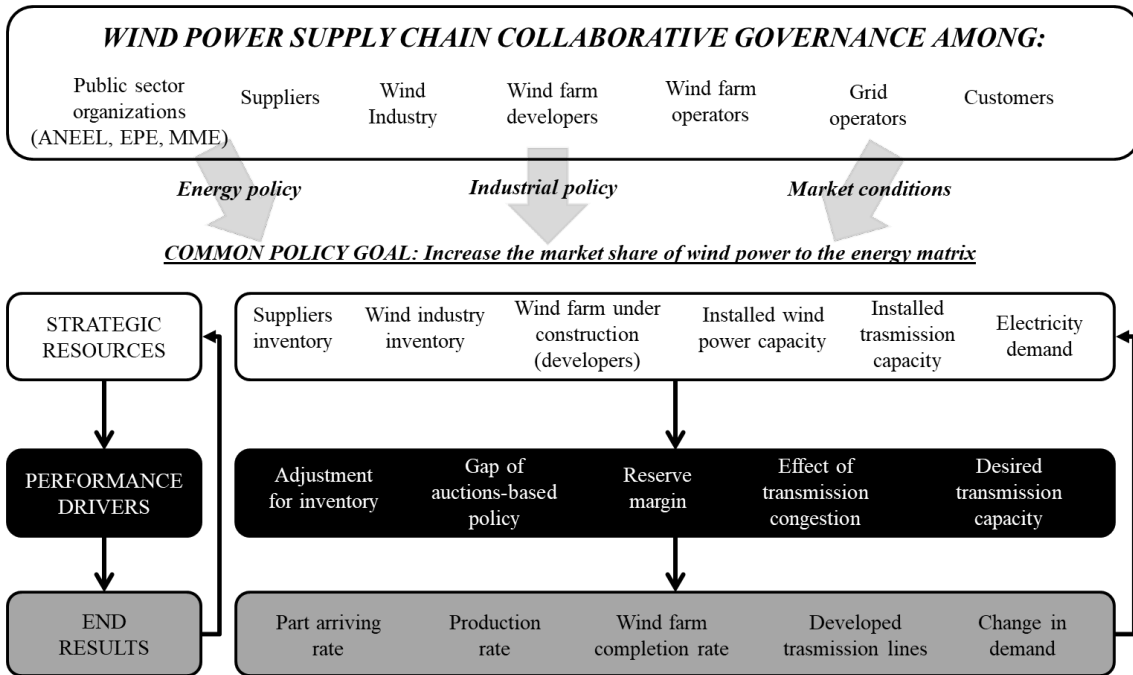 WIND POWER SUPPLY CHAIN COLLABORATIVE GOVERNANCE AMONG:
Public sector
organizations
(ANEEL, EPE, MME)
Suppliers
Wind
Industry
Wind farm
developers
Wind farm
operators
Grid
operators
Customers
Energy policy
Industrial policy
Market conditions
COMMON POLICY GOAL: Increase the market share of wind power to the energy matrix
STRATEGIC
RESOURCES
Suppliers
inventory
Wind industry
inventory
Wind farm under
construction
(developers)
Installed wind
power capacity
Installed
trasmission
capacity
Electricity
demand
PERFORMANCE
DRIVERS
Adjustment
for inventory
Gap of
auctions-based
policy
Reserve
margin
Effect of
transmission
congestion
Desired
transmission
capacity
END
RESULTS
Part arriving
rate
Production
rate
Wind farm
completion rate
Developed
trasmission lines
Change in
demand